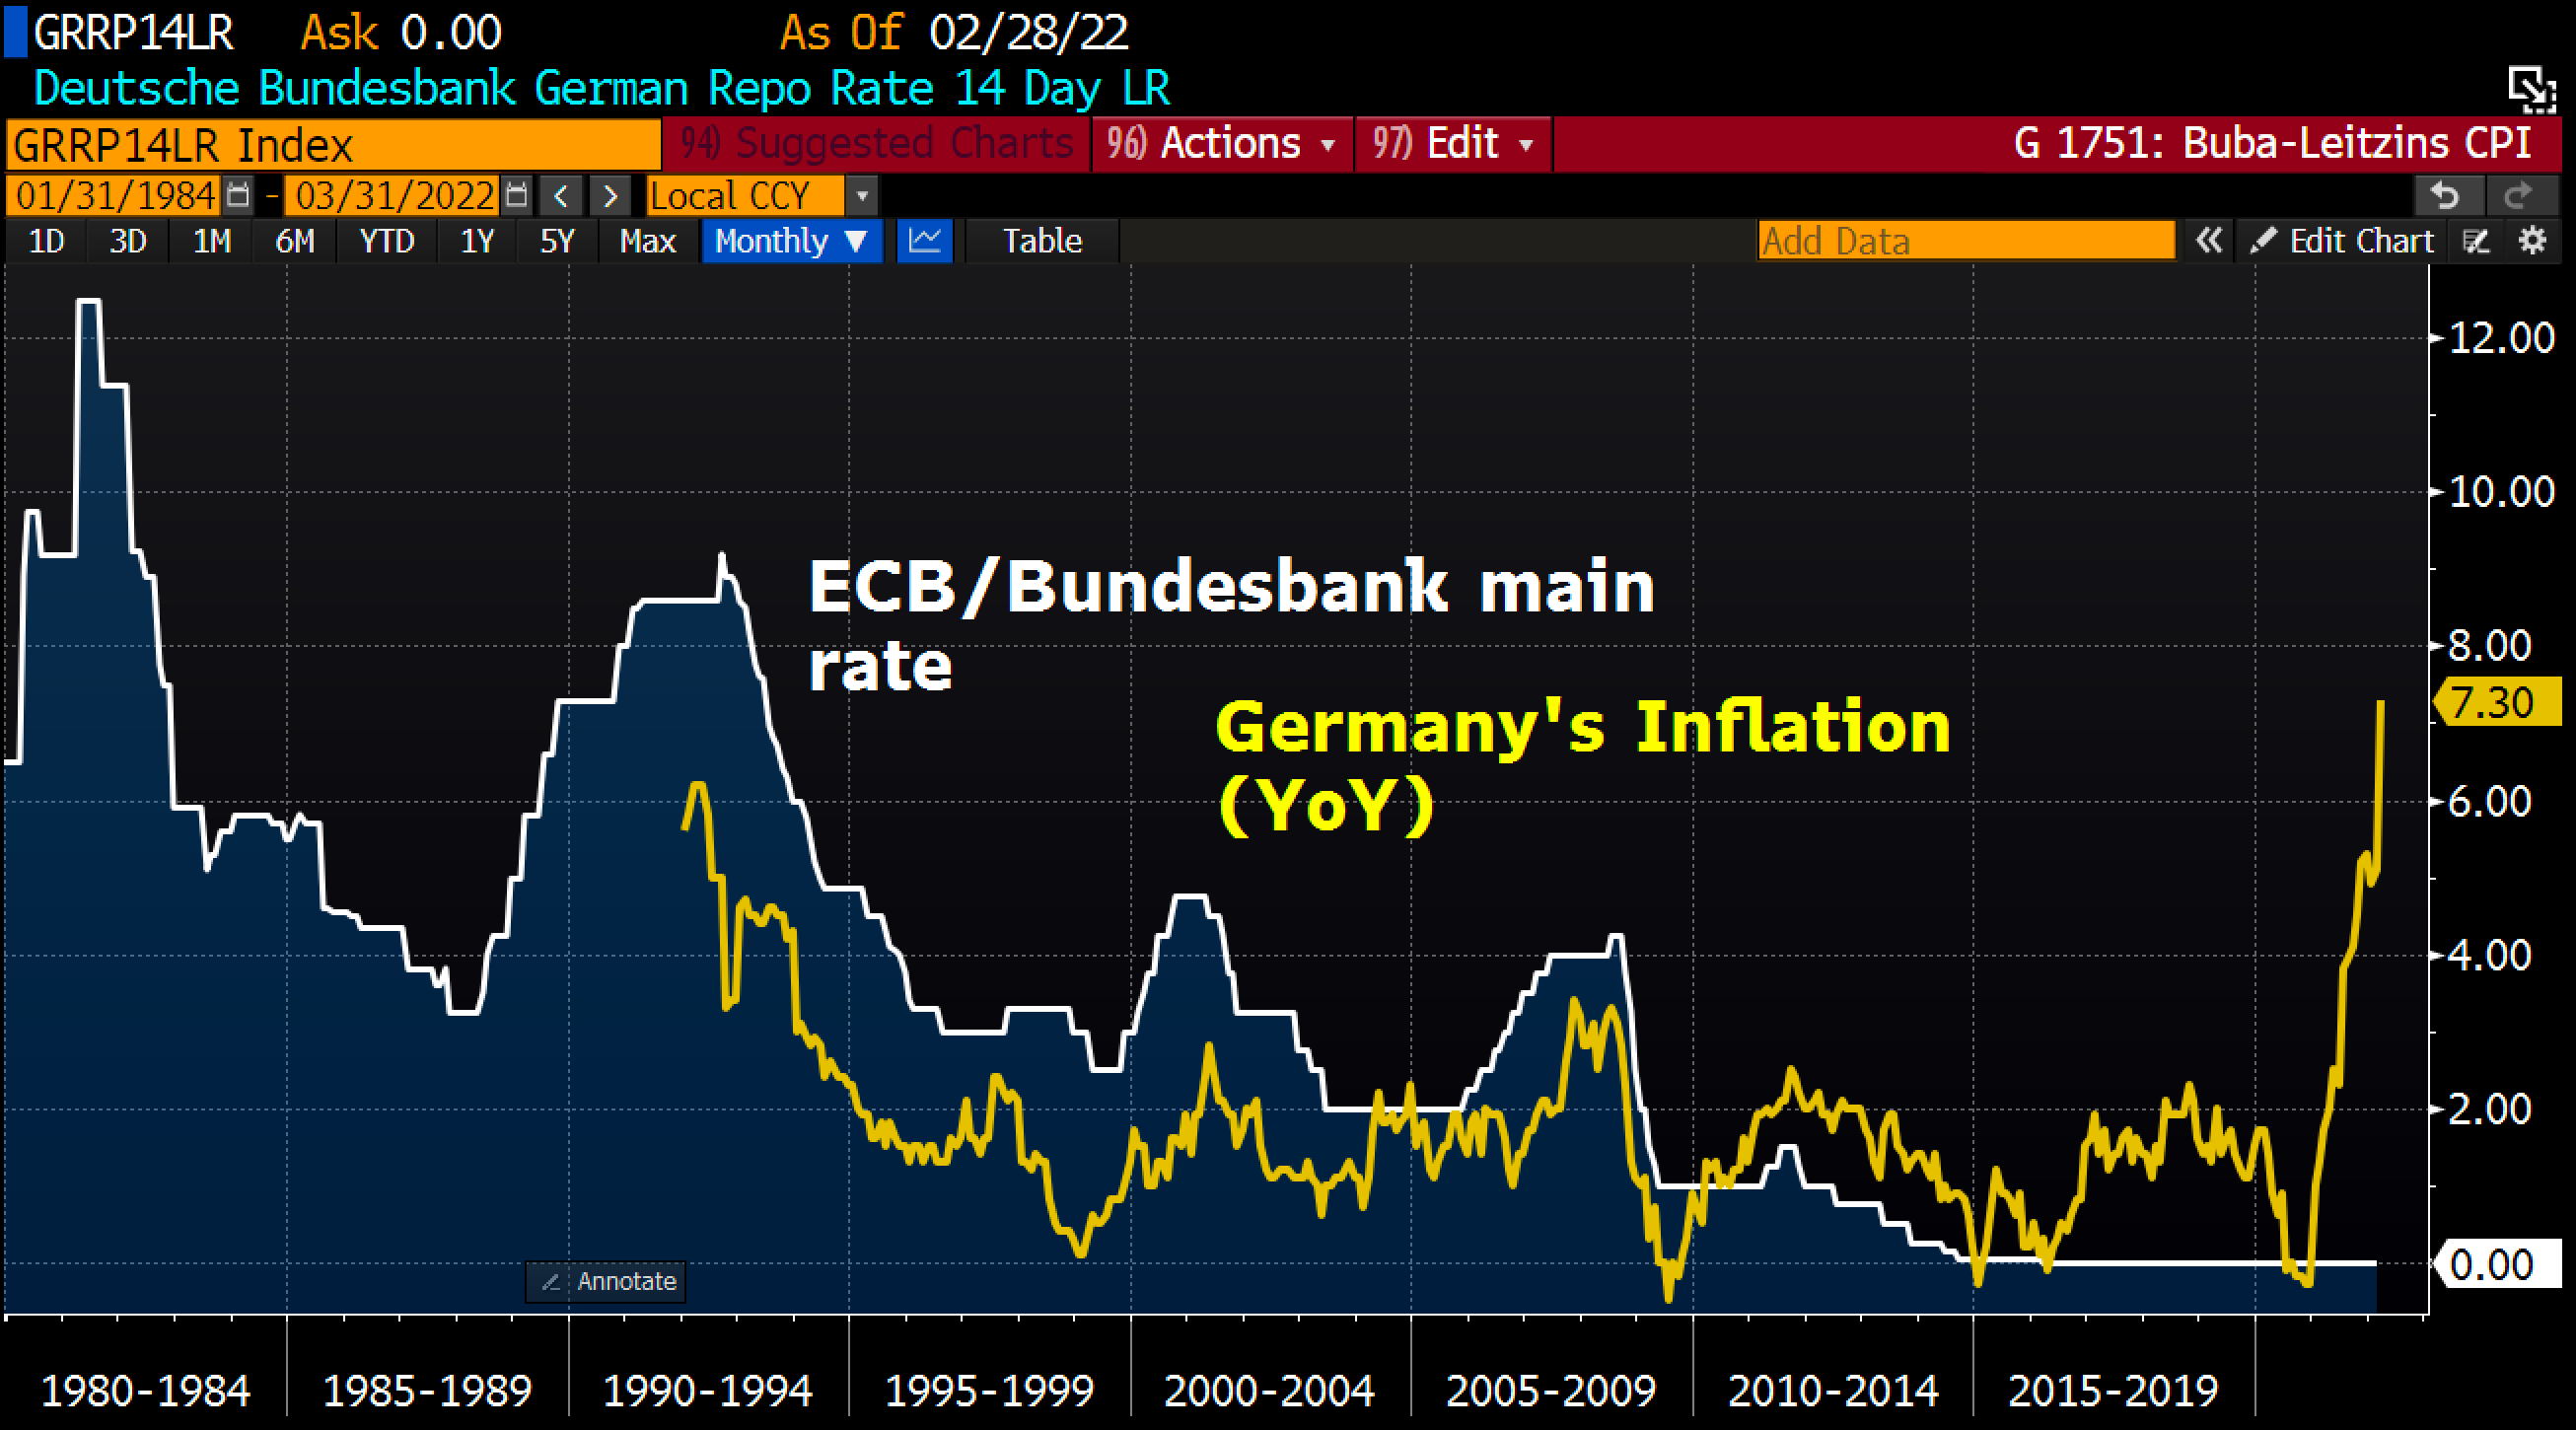 GRRP14LR Ask 0.00 As Of 02/28/22
Deutsche Bundesbank German Repo Rate 14 Day LR
GRRP14LR Index 94) Suggested Charts 96) Actions 97) Edit G 1751: Buba-Leitzins CPI
01/31/1984 - 03/31/2022 Local CCY
1D 3D 1M 6M YTD 1Y 5Y Max Monthly Table Add Data Edit Chart
12.00
10.00
ECB/Bundesbank main
rate
8.00
Germany's Inflation
(YoY)
7.30
6.00
4.00
2.00
0.00
Annotate
1980-1984 1985-1989 1990-1994 1995-1999 2000-2004 2005-2009 2010-2014 2015-2019